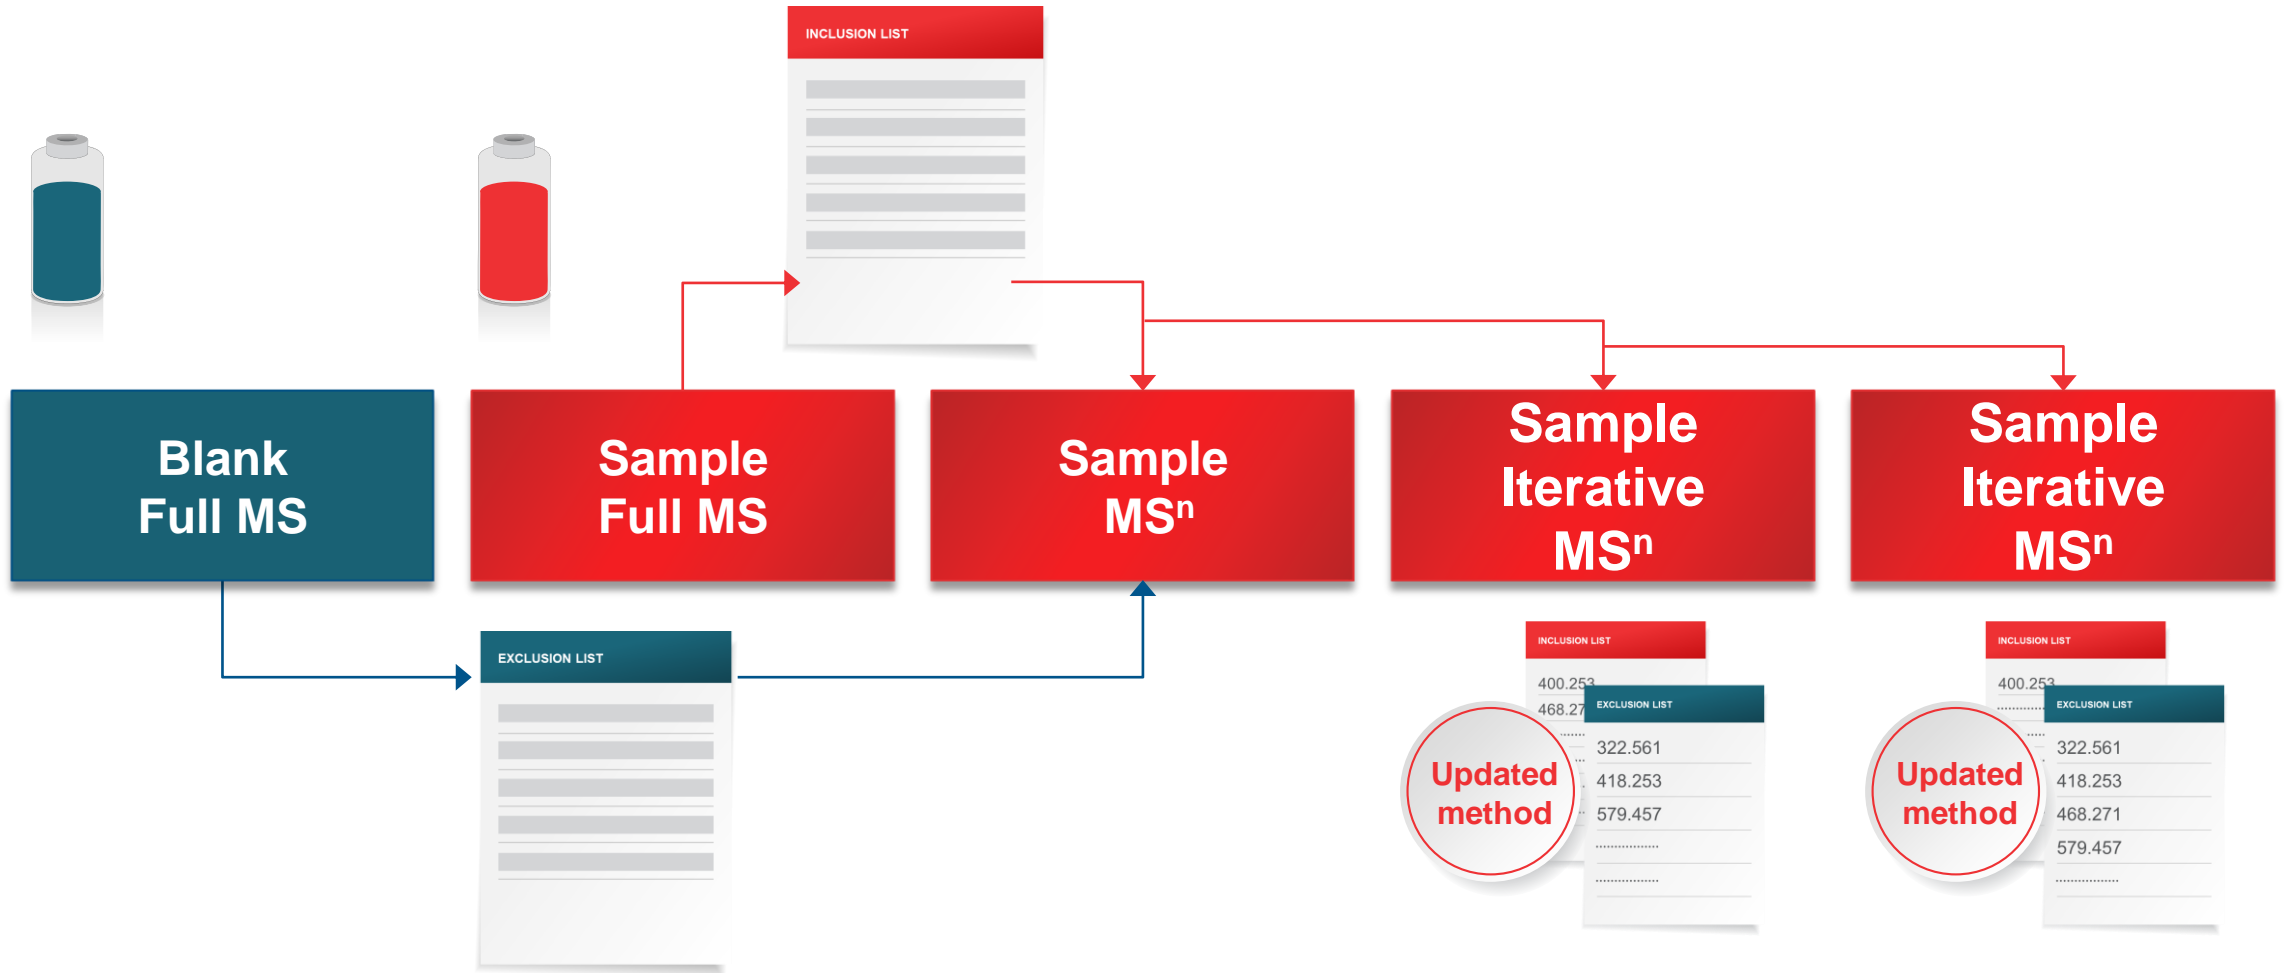 INCLUSION LIST
Blank
Full MS
Sample
Full MS
Sample
MSⁿ
Sample
Iterative
MSⁿ
Sample
Iterative
MSⁿ
EXCLUSION LIST
INCLUSION LIST
400.253
468.27
EXCLUSION LIST
322.561
418.253
579.457
Updated
method
INCLUSION LIST
400.253
EXCLUSION LIST
322.561
418.253
468.271
579.457
Updated
method